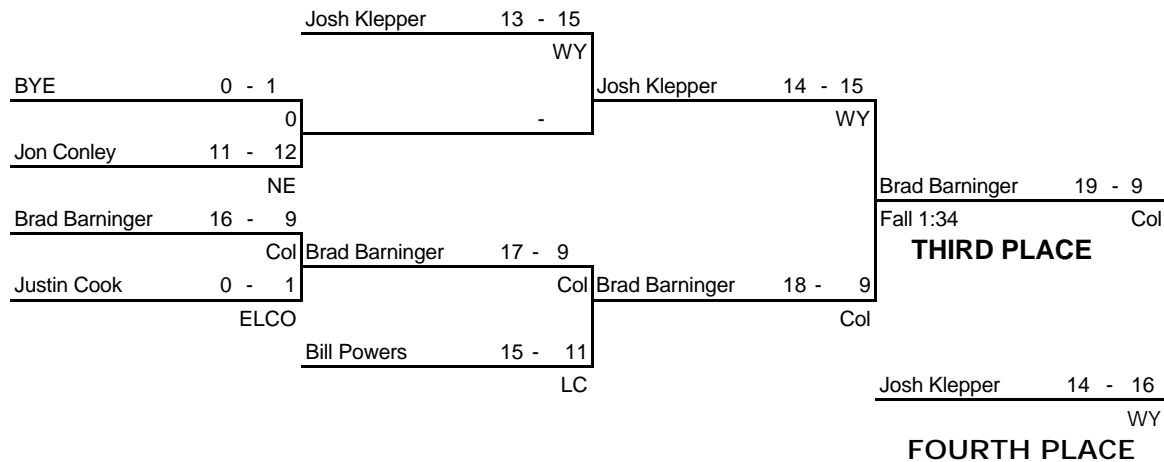 Josh Klepper 13 - 15
WY
BYE 0 - 1
Josh Klepper 14 - 15
0
-
WY
Jon Conley 11 - 12
NE
Brad Barninger 19 - 9
Brad Barninger 16 - 9
Fall 1:34 Col
Col Brad Barninger 17 - 9
THIRD PLACE
Justin Cook 0 - 1
Col Brad Barninger 18 - 9
ELCO
Col
Bill Powers 15 - 11
LC
Josh Klepper 14 - 16
WY
FOURTH PLACE